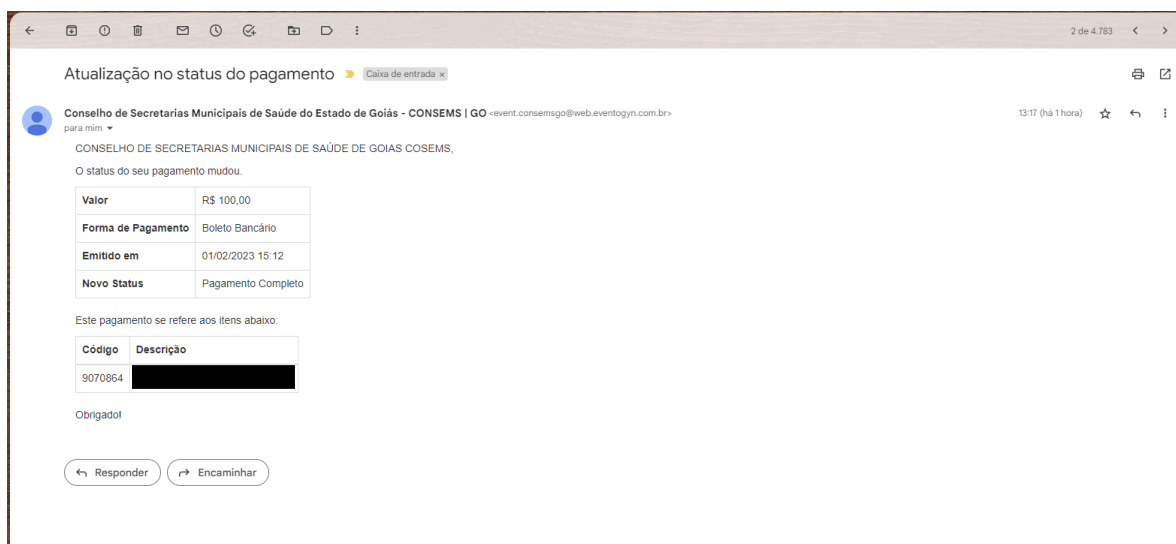 2 de 4.783
Atualização no status do pagamento Caixa de entrada x
Conselho de Secretarias Municipais de Saúde do Estado de Goiás - CONSEMS | GO <event.consemsgo@web.eventogyn.com.br> 13:17 (há 1 hora)
para mim
CONSELHO DE SECRETARIAS MUNICIPAIS DE SAÚDE DE GOIAS COSEMS,
O status do seu pagamento mudou.
Valor R$ 100,00
Forma de Pagamento Boleto Bancário
Emitido em 01/02/2023 15:12
Novo Status Pagamento Completo
Este pagamento se refere aos itens abaixo:
Código Descrição
9070864
Obrigado!
Responder Encaminhar